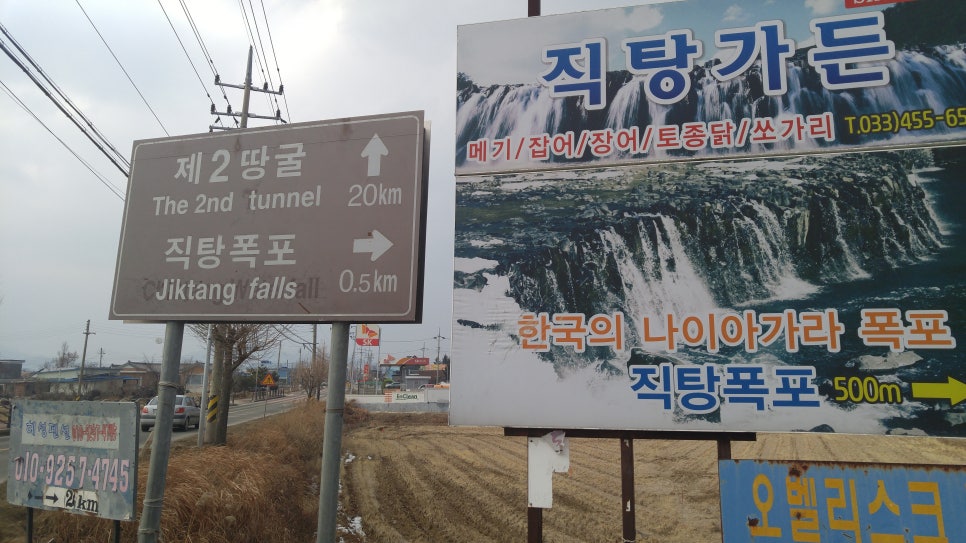 제2땅굴
The 2nd tunnel 20km
직탕폭포
Jiktang falls 0.5km
직탕가든
메기/잡어/장어/토종닭/쏘가리 T.033)455-65
한국의 나이아가라 폭포
직탕폭포 500m
오벨리스크
010-9257-4745
2km
SK
EnClean